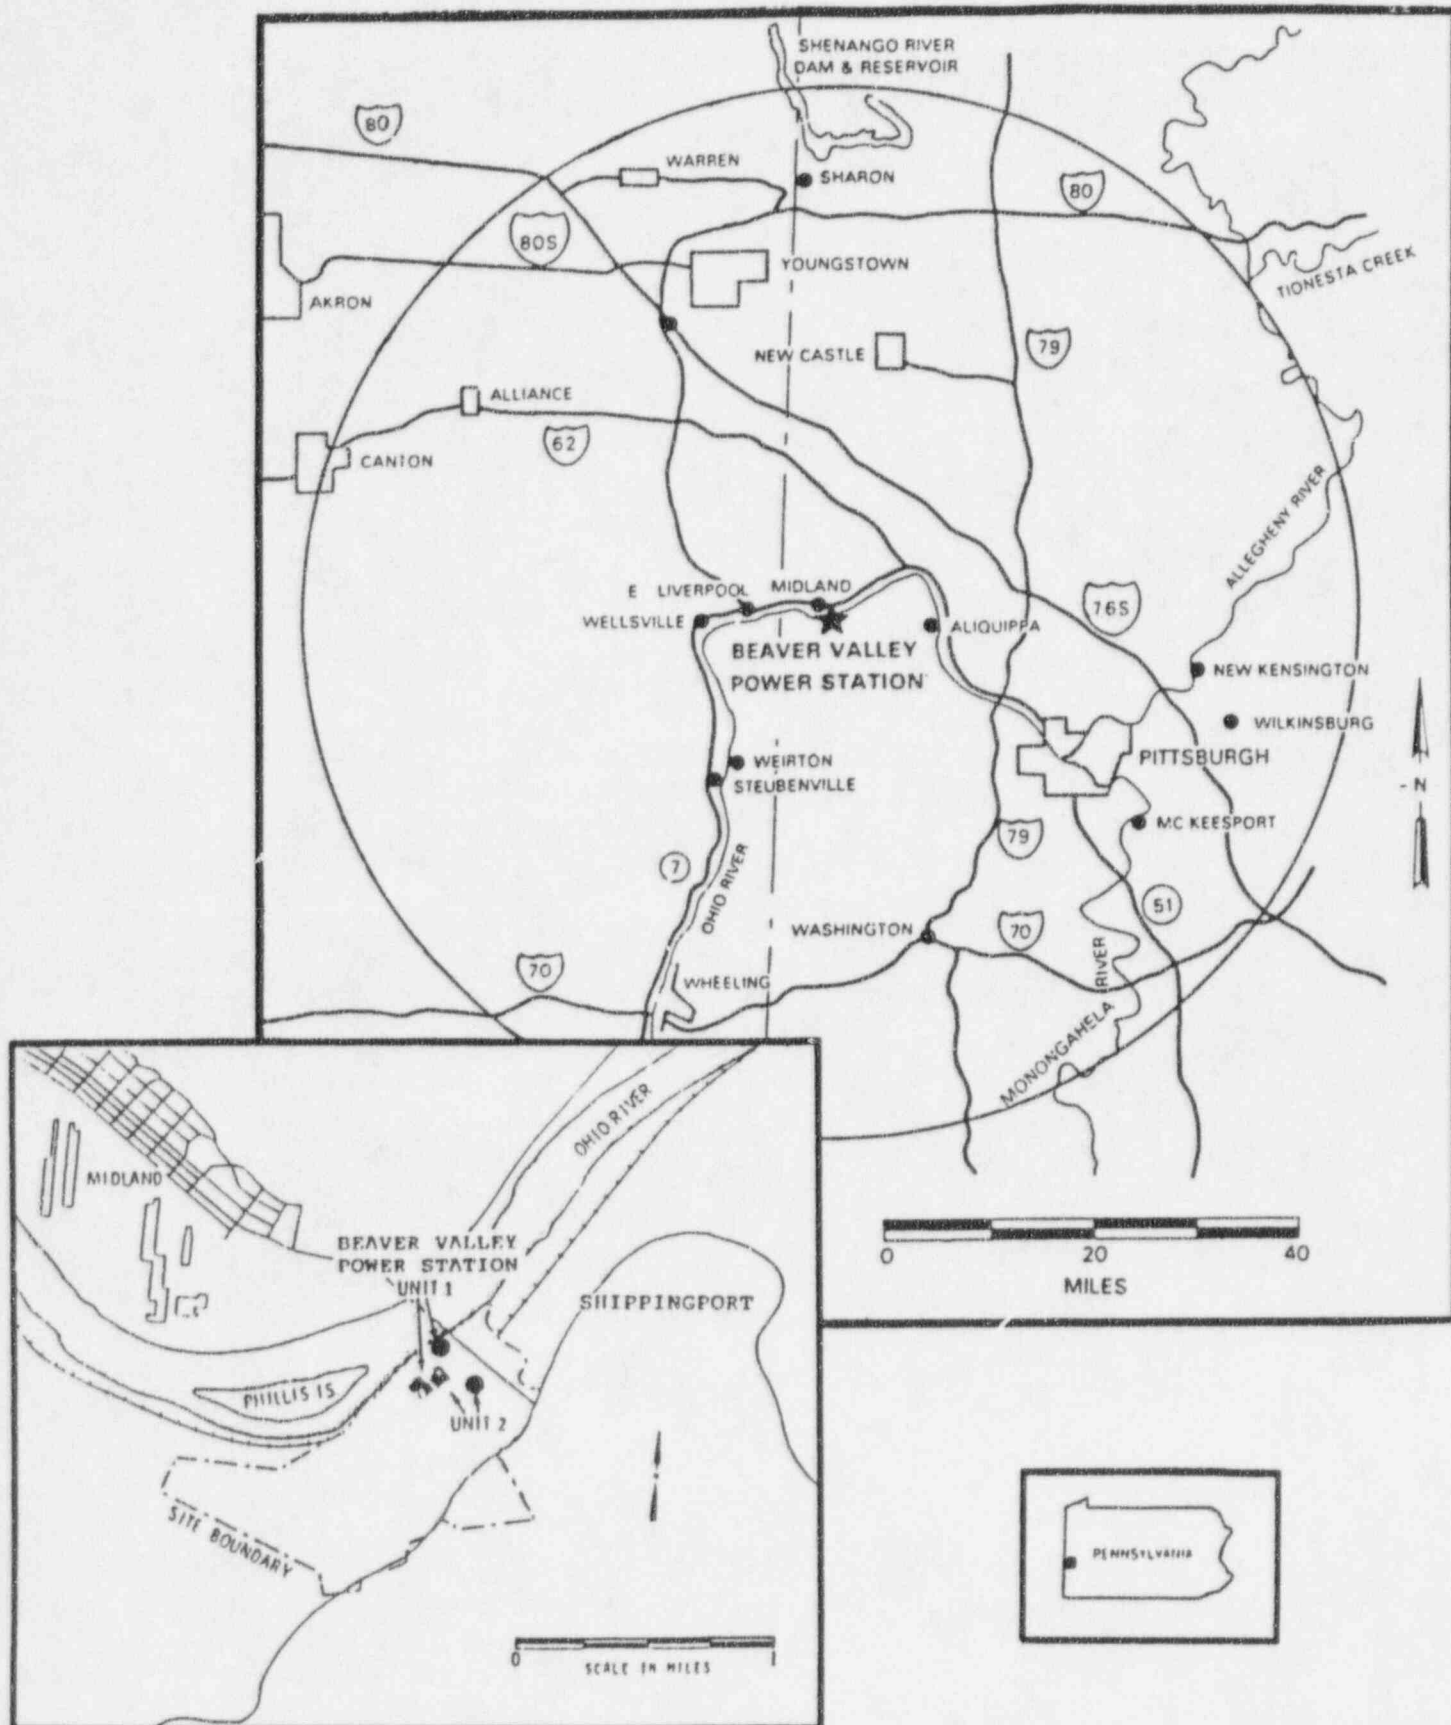 SHENANGO RIVER
DAM & RESERVOIR
80
WARREN
SHARON
80
80S
YOUNGSTOWN
TIONESTA CREEK
AKRON
NEW CASTLE
79
ALLIANCE
62
CANTON
ALLEGHENY RIVER
E LIVERPOOL
MIDLAND
76S
WELLSVILLE
ALIQUIPPA
BEAVER VALLEY
POWER STATION
NEW KENSINGTON
WILKINSBURG
WEIRTON
PITTSBURGH
STEUBENVILLE
- N
MC KEESPORT
79
7
OHIO RIVER
51
WASHINGTON
70
70
WHEELING
MONONGAHELA RIVER
0 20 40
MILES
OHIO RIVER
MIDLAND
BEAVER VALLEY
POWER STATION
UNIT 1
SHIPPINGPORT
PHILLIS IS
UNIT 2
SITE BOUNDARY
0 1
SCALE IN MILES
PENNSYLVANIA